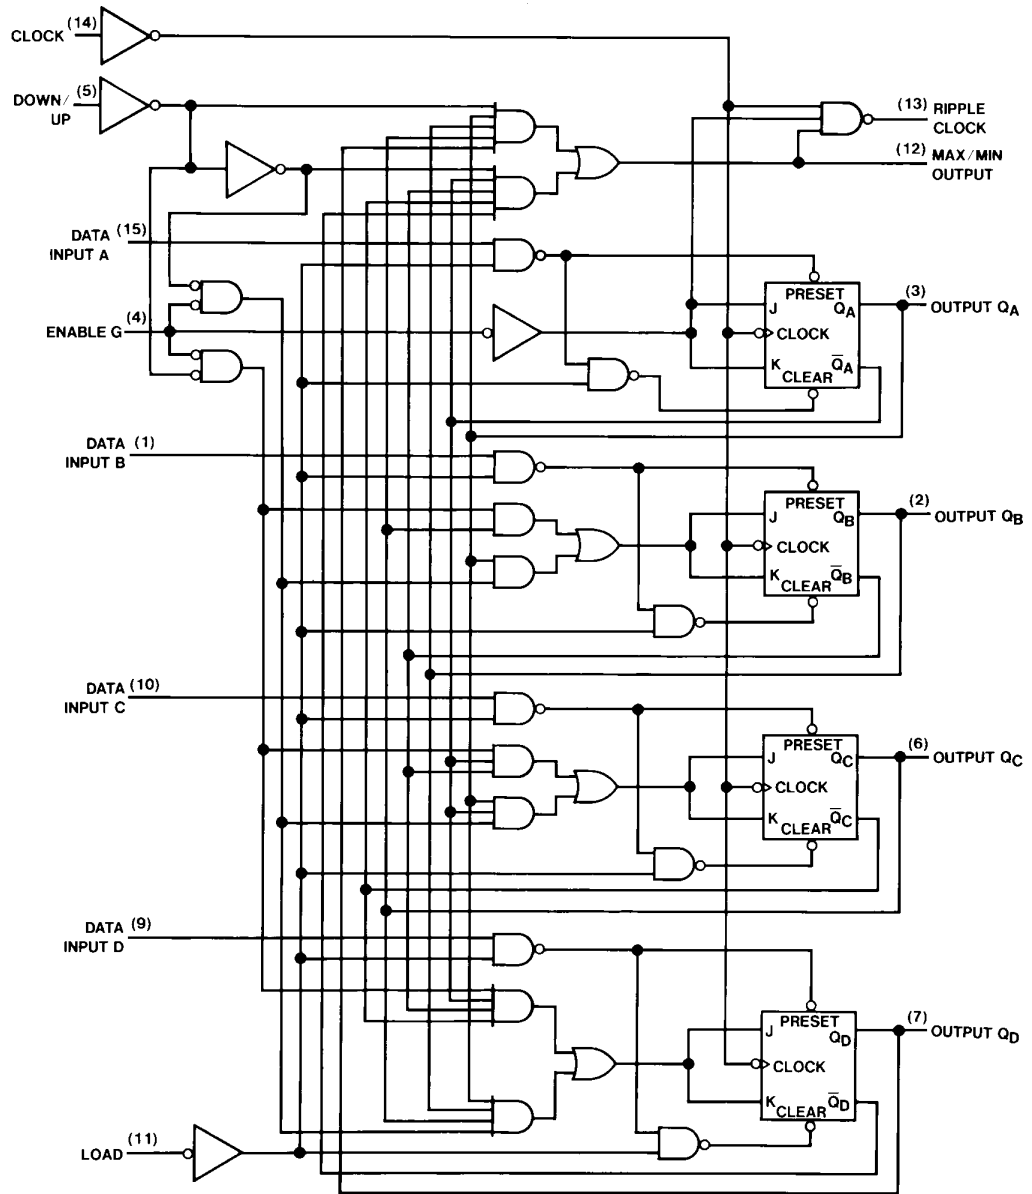 CLOCK (14)
DOWN/ (5)
UP
(13) RIPPLE
CLOCK
(12) MAX/MIN
OUTPUT
DATA (15)
INPUT A
PRESET
J QA
CLOCK
K Q̅A
CLEAR
(3) OUTPUT QA
ENABLE G (4)
DATA (1)
INPUT B
PRESET
J QB
CLOCK
K Q̅B
CLEAR
(2) OUTPUT QB
DATA (10)
INPUT C
PRESET
J QC
CLOCK
K Q̅C
CLEAR
(6) OUTPUT QC
DATA (9)
INPUT D
PRESET
J QD
CLOCK
K Q̅D
CLEAR
(7) OUTPUT QD
LOAD (11)